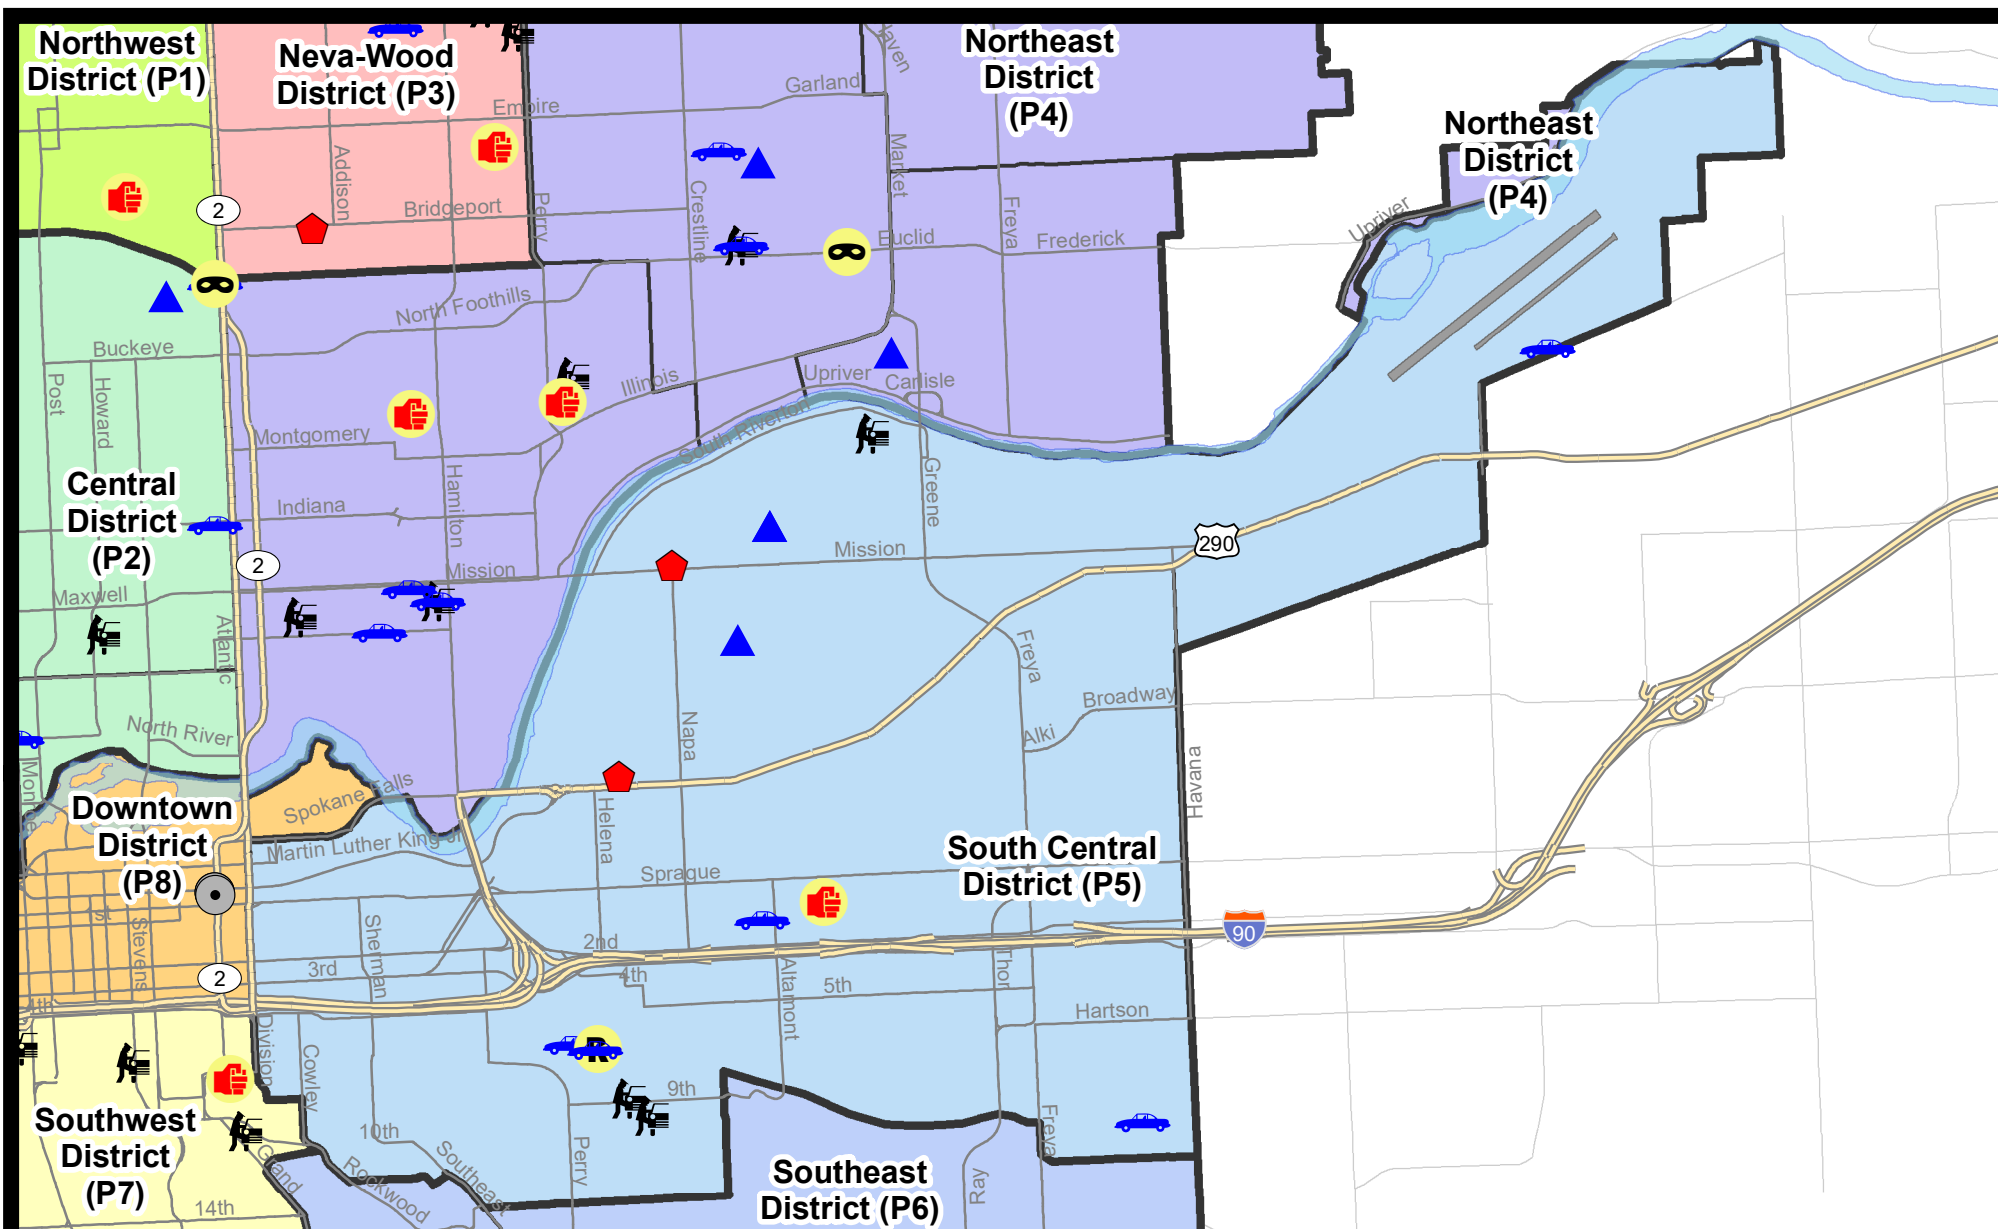 Northwest
District (P1)
Neva-Wood
District (P3)
Northeast
District
(P4)
Northeast
District
(P4)
Garland
Empire
Addison
Market
Bridgeport
Perry
Crestline
Freya
Euclid
Frederick
Upriver
2
North Foothills
Buckeye
Post
Howard
Illinois
Upriver
Carlisle
Montgomery
South Riverton
Central
District
(P2)
Hamilton
Greene
Indiana
290
Mission
Mission
2
Maxwell
Atlantic
Freya
Broadway
Napa
North River
Alki
Havana
Spokane Falls
Downtown
District
(P8)
Helena
Martin Luther King Jr
South Central
District (P5)
Sprague
1st
Stevens
Sherman
2nd
90
3rd
4th
Altamont
5th
Thor
2
4th
Hartson
Division
Cowley
9th
Freya
Southwest
District
(P7)
10th
Perry
Southeast
Grand
Rockwood
Ray
Southeast
District (P6)
14th